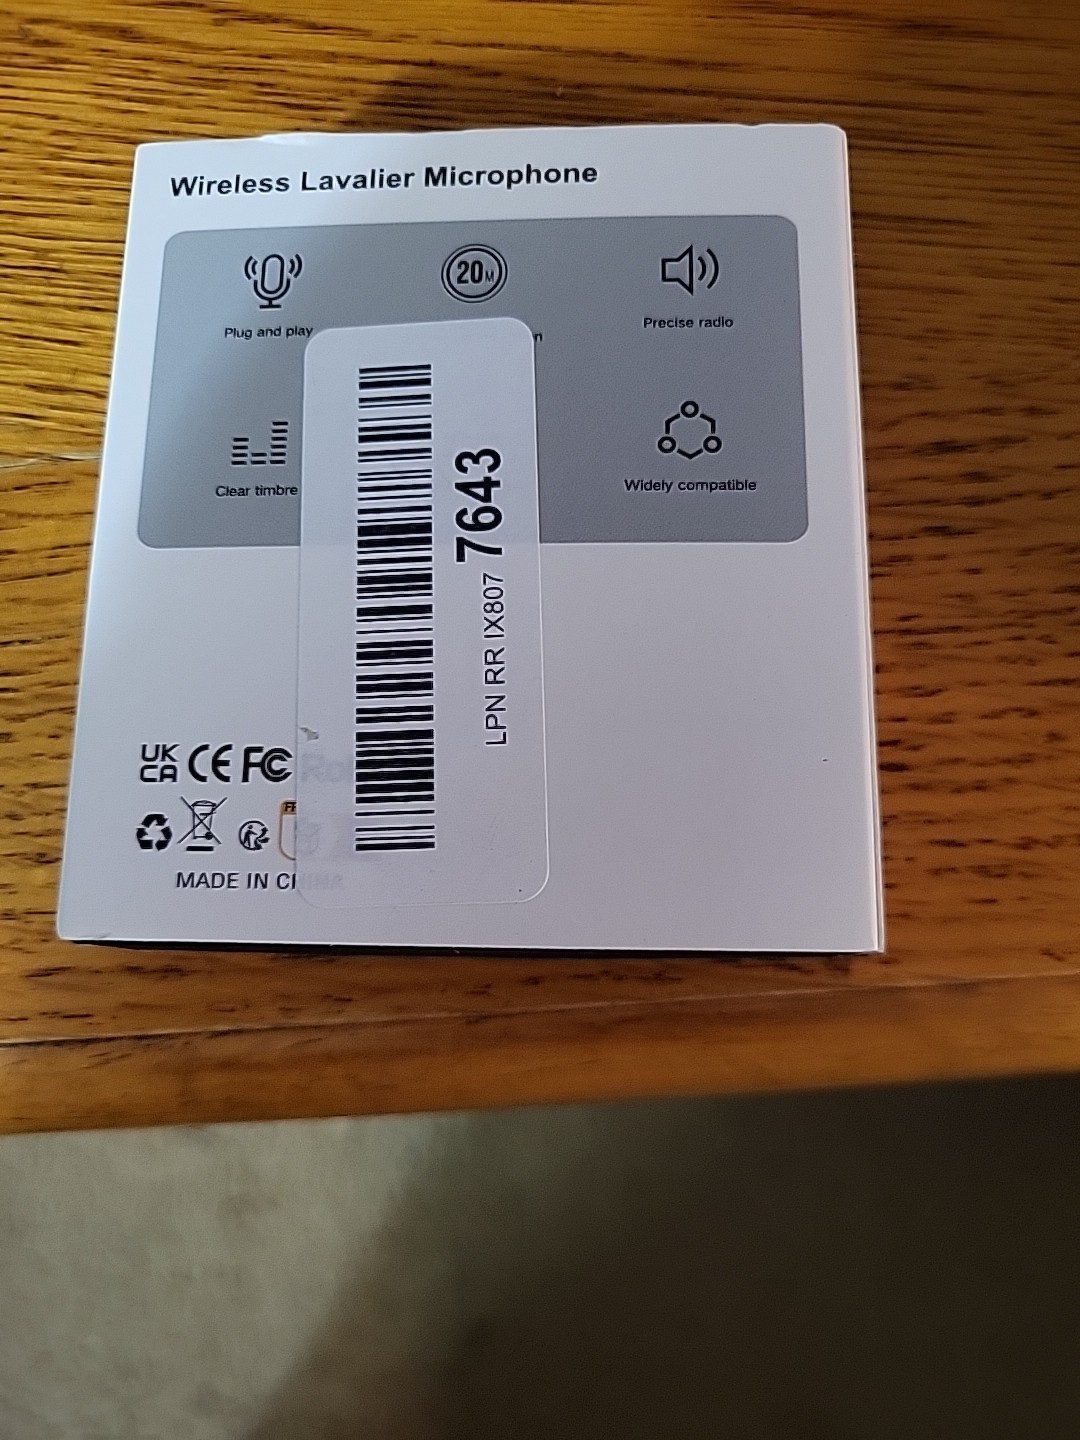 Wireless Lavalier Microphone
20M
Plug and play
Precise radio
Clear timbre
Widely compatible
LPN RR IX807 7643
UK
CA CE FC
MADE IN CHINA